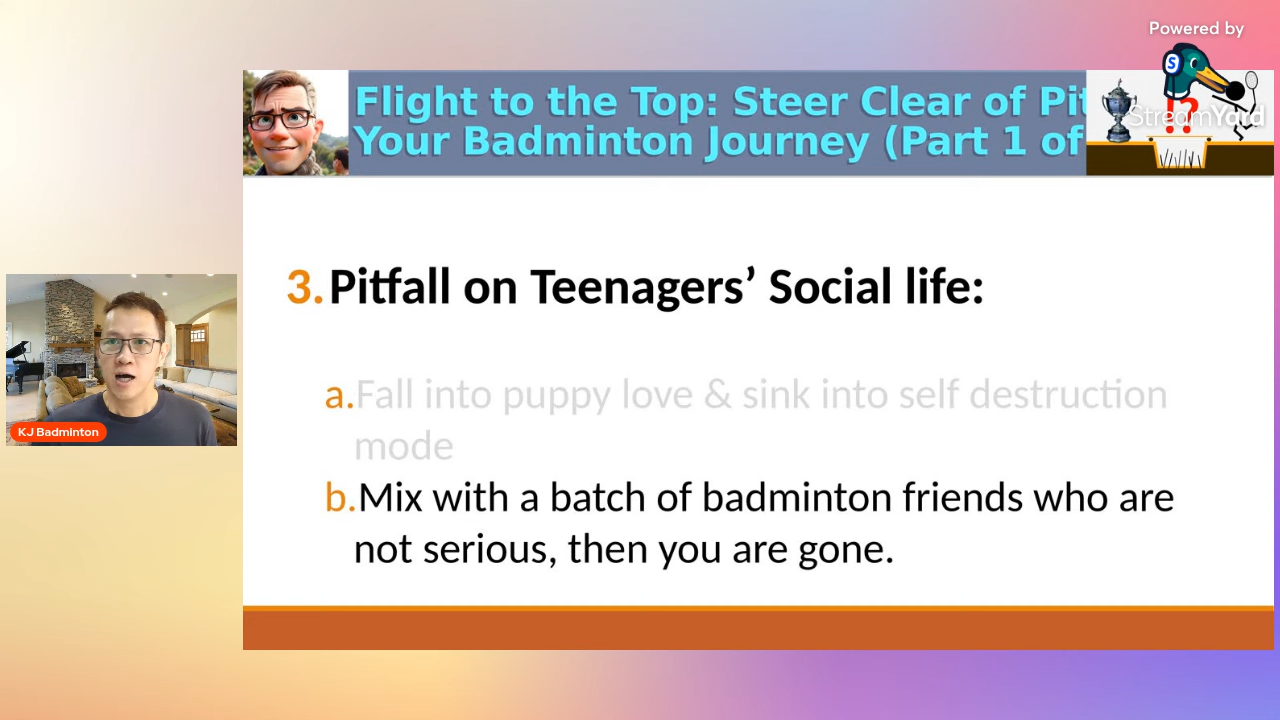 Powered by
StreamYard
S
Flight to the Top: Steer Clear of Pit
Your Badminton Journey (Part 1 of
!?
3. Pitfall on Teenagers’ Social life:
a. Fall into puppy love & sink into self destruction
mode
b. Mix with a batch of badminton friends who are
not serious, then you are gone.
KJ Badminton